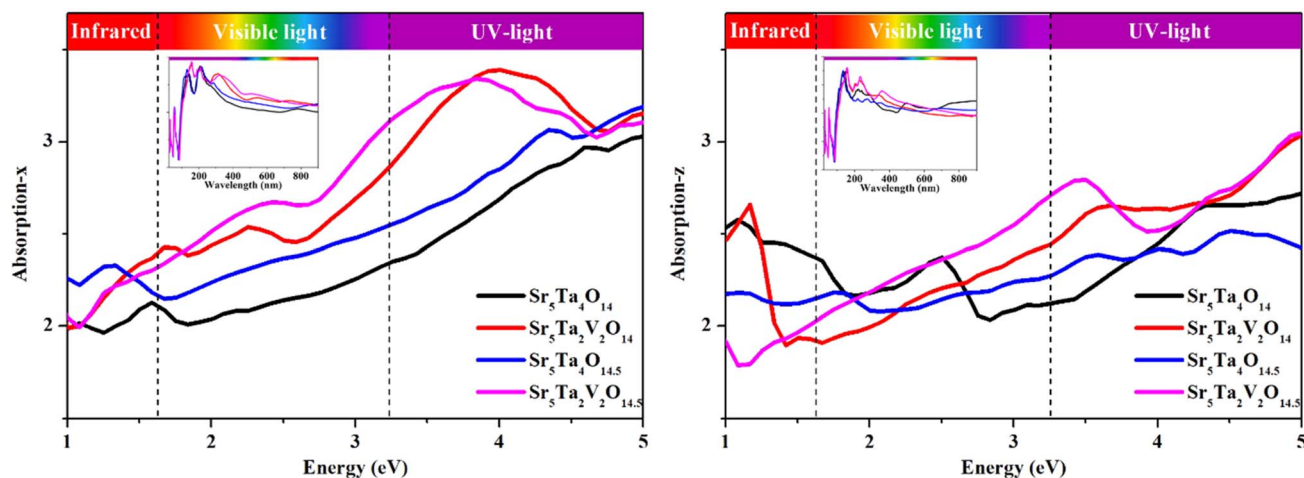 Infrared Visible light UV-light
Absorption-x
3
2
200 400 600 800
Wavelength (nm)
Sr₅Ta₄O₁₄
Sr₅Ta₂V₂O₁₄
Sr₅Ta₄O₁₄.₅
Sr₅Ta₂V₂O₁₄.₅
1 2 3 4 5
Energy (eV)
Infrared Visible light UV-light
Absorption-z
3
2
200 400 600 800
Wavelength (nm)
Sr₅Ta₄O₁₄
Sr₅Ta₂V₂O₁₄
Sr₅Ta₄O₁₄.₅
Sr₅Ta₂V₂O₁₄.₅
1 2 3 4 5
Energy (eV)